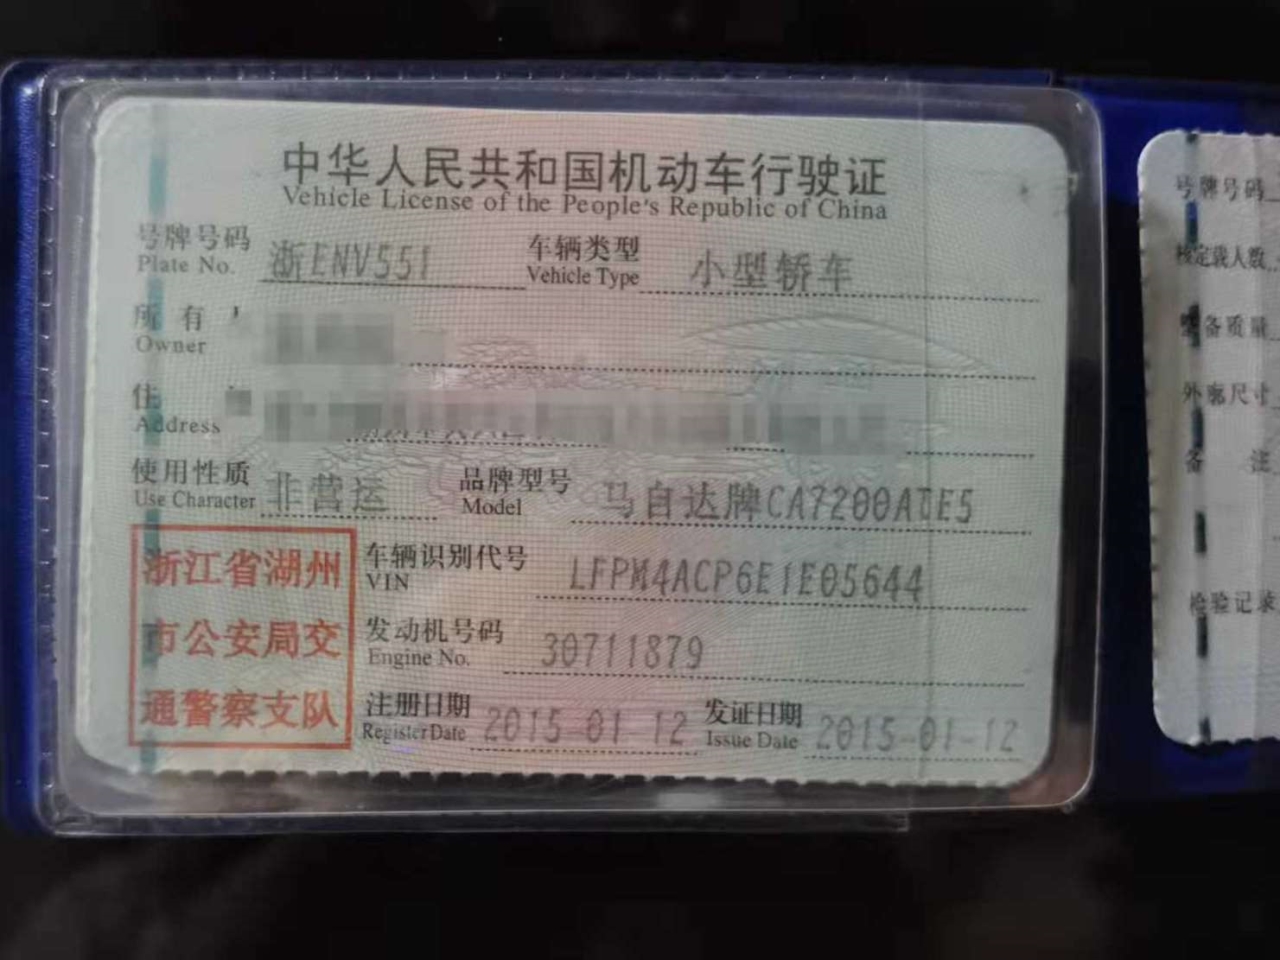 中华人民共和国机动车行驶证
Vehicle License of the People's Republic of China
号牌号码 浙ENV551 车辆类型 小型轿车
Plate No. Vehicle Type
所有
Owner
住
Address
使用性质 非营运 品牌型号 马自达牌CA7200ATE5
Use Character Model
车辆识别代号 LFPM4ACP6E1E05644
VIN
发动机号码 30711879
Engine No.
注册日期 2015-01-12 发证日期 2015-01-12
Register Date Issue Date
浙江省湖州
市公安局交
通警察支队
号牌号码
核定载人数
整备质量
外廓尺寸
备 注
检验记录